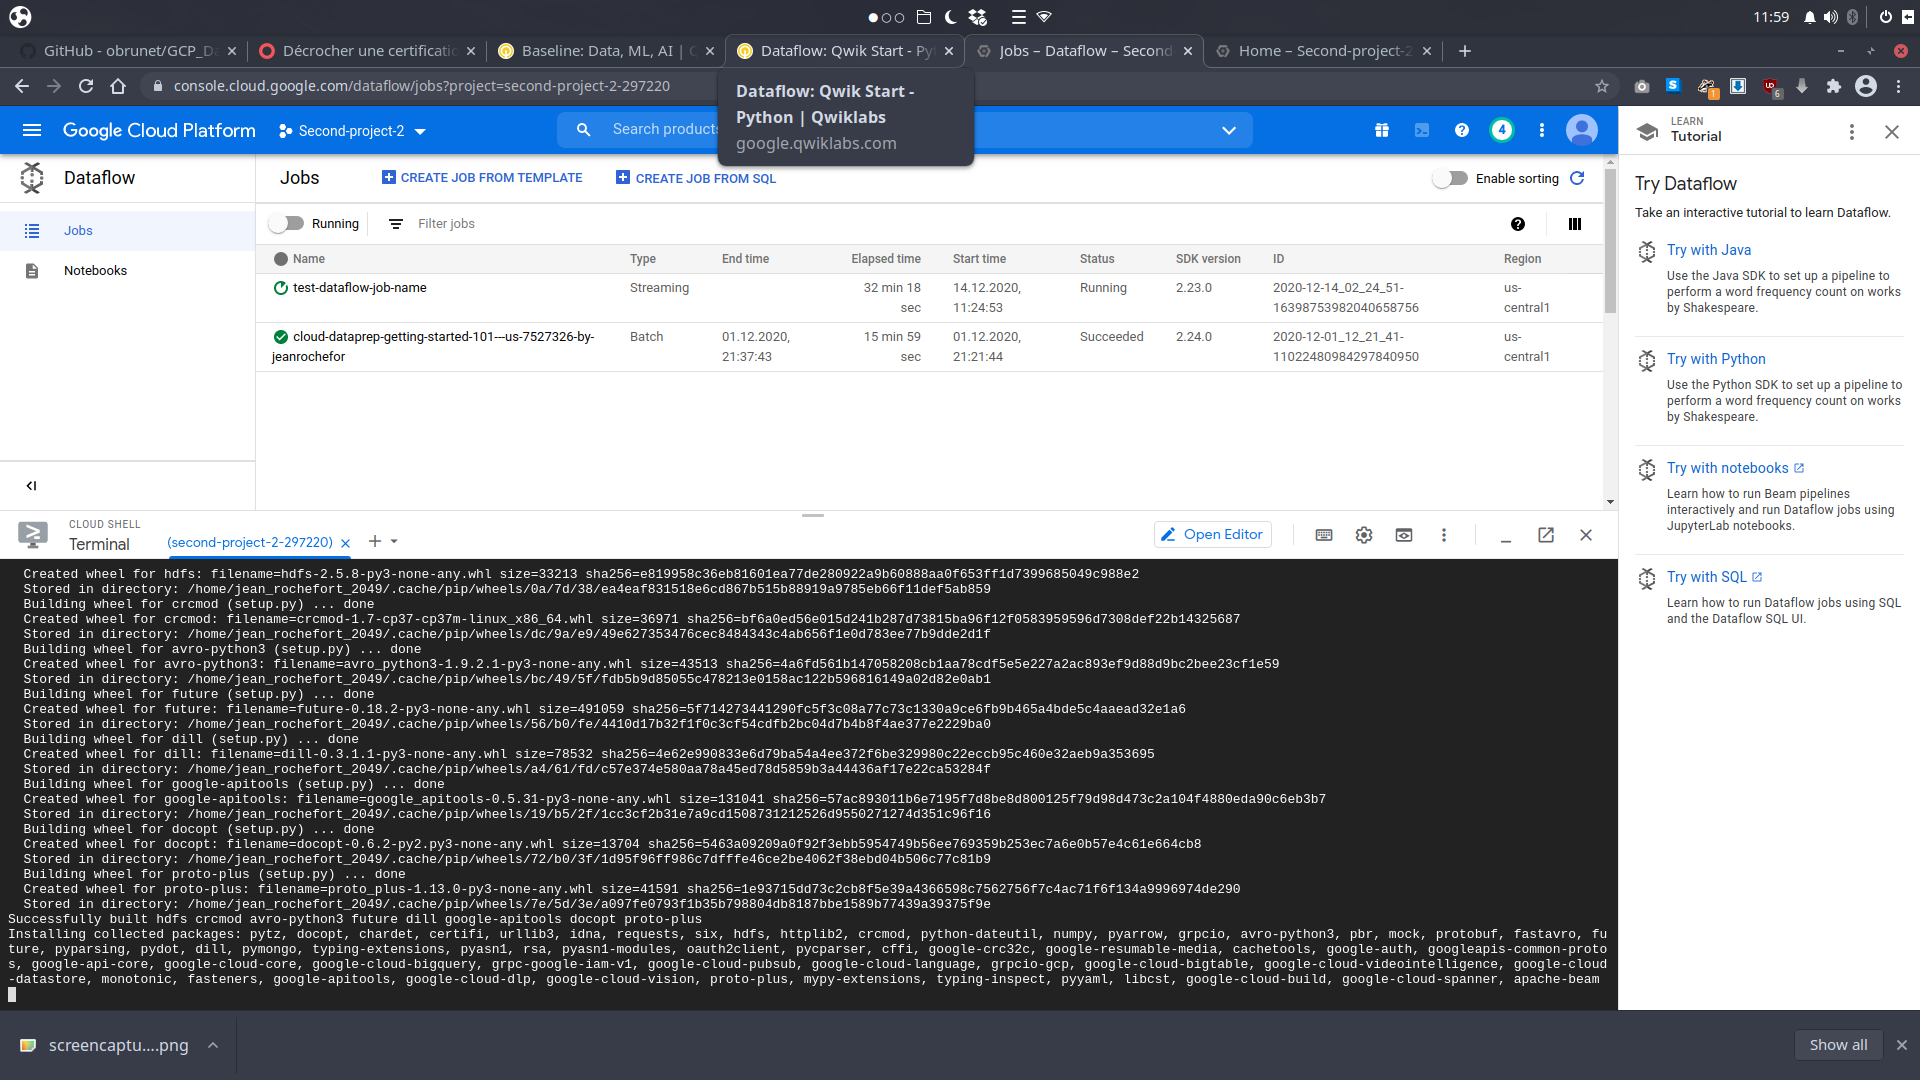 11:59
GitHub - obrunet/GCP_Da
Décrocher une certificatio
Baseline: Data, ML, AI | Q
Dataflow: Qwik Start - Pyt
Jobs – Dataflow – Second
Home – Second-project-2
console.cloud.google.com/dataflow/jobs?project=second-project-2-297220
1
6
Dataflow: Qwik Start -
Python | Qwiklabs
google.qwiklabs.com
Google Cloud Platform
Second-project-2
Search products
4
LEARN
Tutorial
Dataflow
Jobs
CREATE JOB FROM TEMPLATE
CREATE JOB FROM SQL
Enable sorting
Jobs
Notebooks
Running
Filter jobs
Name Type End time Elapsed time Start time Status SDK version ID Region
test-dataflow-job-name Streaming 32 min 18 14.12.2020, Running 2.23.0 2020-12-14_02_24_51- us-
sec 11:24:53 16398753982040658756 central1
cloud-dataprep-getting-started-101---us-7527326-by- Batch 01.12.2020, 15 min 59 01.12.2020, Succeeded 2.24.0 2020-12-01_12_21_41- us-
jeanrochefor 21:37:43 sec 21:21:44 11022480984297840950 central1
Try Dataflow
Take an interactive tutorial to learn Dataflow.
Try with Java
Use the Java SDK to set up a pipeline to
perform a word frequency count on works
by Shakespeare.
Try with Python
Use the Python SDK to set up a pipeline to
perform a word frequency count on works
by Shakespeare.
Try with notebooks
Learn how to run Beam pipelines
interactively and run Dataflow jobs using
JupyterLab notebooks.
Try with SQL
Learn how to run Dataflow jobs using SQL
and the Dataflow SQL UI.
CLOUD SHELL
Terminal
(second-project-2-297220)
Open Editor
Created wheel for hdfs: filename=hdfs-2.5.8-py3-none-any.whl size=33213 sha256=e819958c36eb81601ea77de280922a9b60888aa0f653ff1d7399685049c988e2
Stored in directory: /home/jean_rochefort_2049/.cache/pip/wheels/0a/7d/38/ea4eaf831518e6cd867b515b88919a9785eb66f11def5ab859
Building wheel for crcmod (setup.py) ... done
Created wheel for crcmod: filename=crcmod-1.7-cp37-cp37m-linux_x86_64.whl size=36971 sha256=bf6a0ed56e015d241b287d73815ba96f12f0583959596d7308def22b14325687
Stored in directory: /home/jean_rochefort_2049/.cache/pip/wheels/dc/9a/e9/49e627353476cec8484343c4ab656f1e0d783ee77b9dde2d1f
Building wheel for avro-python3 (setup.py) ... done
Created wheel for avro-python3: filename=avro_python3-1.9.2.1-py3-none-any.whl size=43513 sha256=4a6fd561b147058208cb1aa78cdf5e5e227a2ac893ef9d88d9bc2bee23cf1e59
Stored in directory: /home/jean_rochefort_2049/.cache/pip/wheels/bc/49/5f/fdb5b9d85055c478213e0158ac122b596816149a02d82e0ab1
Building wheel for future (setup.py) ... done
Created wheel for future: filename=future-0.18.2-py3-none-any.whl size=491059 sha256=5f714273441290fc5f3c08a77c73c1330a9ce6fb9b465a4bde5c4aaead32e1a6
Stored in directory: /home/jean_rochefort_2049/.cache/pip/wheels/56/b0/fe/4410d17b32f1f0c3cf54cdfb2bc04d7b4b8f4ae377e2229ba0
Building wheel for dill (setup.py) ... done
Created wheel for dill: filename=dill-0.3.1.1-py3-none-any.whl size=78532 sha256=4e62e990833e6d79ba54a4ee372f6be329980c22eccb95c460e32aeb9a353695
Stored in directory: /home/jean_rochefort_2049/.cache/pip/wheels/a4/61/fd/c57e374e580aa78a45ed78d5859b3a44436af17e22ca53284f
Building wheel for google-apitools (setup.py) ... done
Created wheel for google-apitools: filename=google_apitools-0.5.31-py3-none-any.whl size=131041 sha256=57ac893011b6e7195f7d8be8d800125f79d98d473c2a104f4880eda90c6eb3b7
Stored in directory: /home/jean_rochefort_2049/.cache/pip/wheels/19/b5/2f/1cc3cf2b31e7a9cd1508731212526d9550271274d351c96f16
Building wheel for docopt (setup.py) ... done
Created wheel for docopt: filename=docopt-0.6.2-py2.py3-none-any.whl size=13704 sha256=5463a09209a0f92f3ebb5954749b56ee769359b253ec7a6e0b57e4c61e664cb8
Stored in directory: /home/jean_rochefort_2049/.cache/pip/wheels/72/b0/3f/1d95f96ff986c7dfffe46ce2be4062f38ebd04b506c77c81b9
Building wheel for proto-plus (setup.py) ... done
Created wheel for proto-plus: filename=proto_plus-1.13.0-py3-none-any.whl size=41591 sha256=1e93715dd73c2cb8f5e39a4366598c7562756f7c4ac71f6f134a9996974de290
Stored in directory: /home/jean_rochefort_2049/.cache/pip/wheels/7e/5d/3e/a097fe0793f1b35b798804db8187bbe1589b77439a39375f9e
Successfully built hdfs crcmod avro-python3 future dill google-apitools docopt proto-plus
Installing collected packages: pytz, docopt, chardet, certifi, urllib3, idna, requests, six, hdfs, httplib2, crcmod, python-dateutil, numpy, pyarrow, grpcio, avro-python3, pbr, mock, protobuf, fastavro, fu
ture, pyparsing, pydot, dill, pymongo, typing-extensions, pyasn1, rsa, pyasn1-modules, oauth2client, pycparser, cffi, google-crc32c, google-resumable-media, cachetools, google-auth, googleapis-common-proto
s, google-api-core, google-cloud-core, google-cloud-bigquery, grpc-google-iam-v1, google-cloud-pubsub, google-cloud-language, grpcio-gcp, google-cloud-bigtable, google-cloud-videointelligence, google-cloud
-datastore, monotonic, fasteners, google-apitools, google-cloud-dlp, google-cloud-vision, proto-plus, mypy-extensions, typing-inspect, pyyaml, libcst, google-cloud-build, google-cloud-spanner, apache-beam
screencaptu....png
Show all